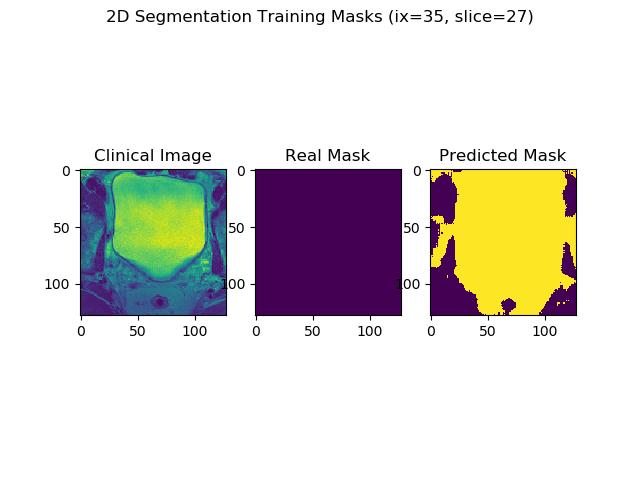 2D Segmentation Training Masks (ix=35, slice=27)
Clinical Image Real Mask Predicted Mask
0 0 0
50 50 50
100 100 100
0 50 100 0 50 100 0 50 100